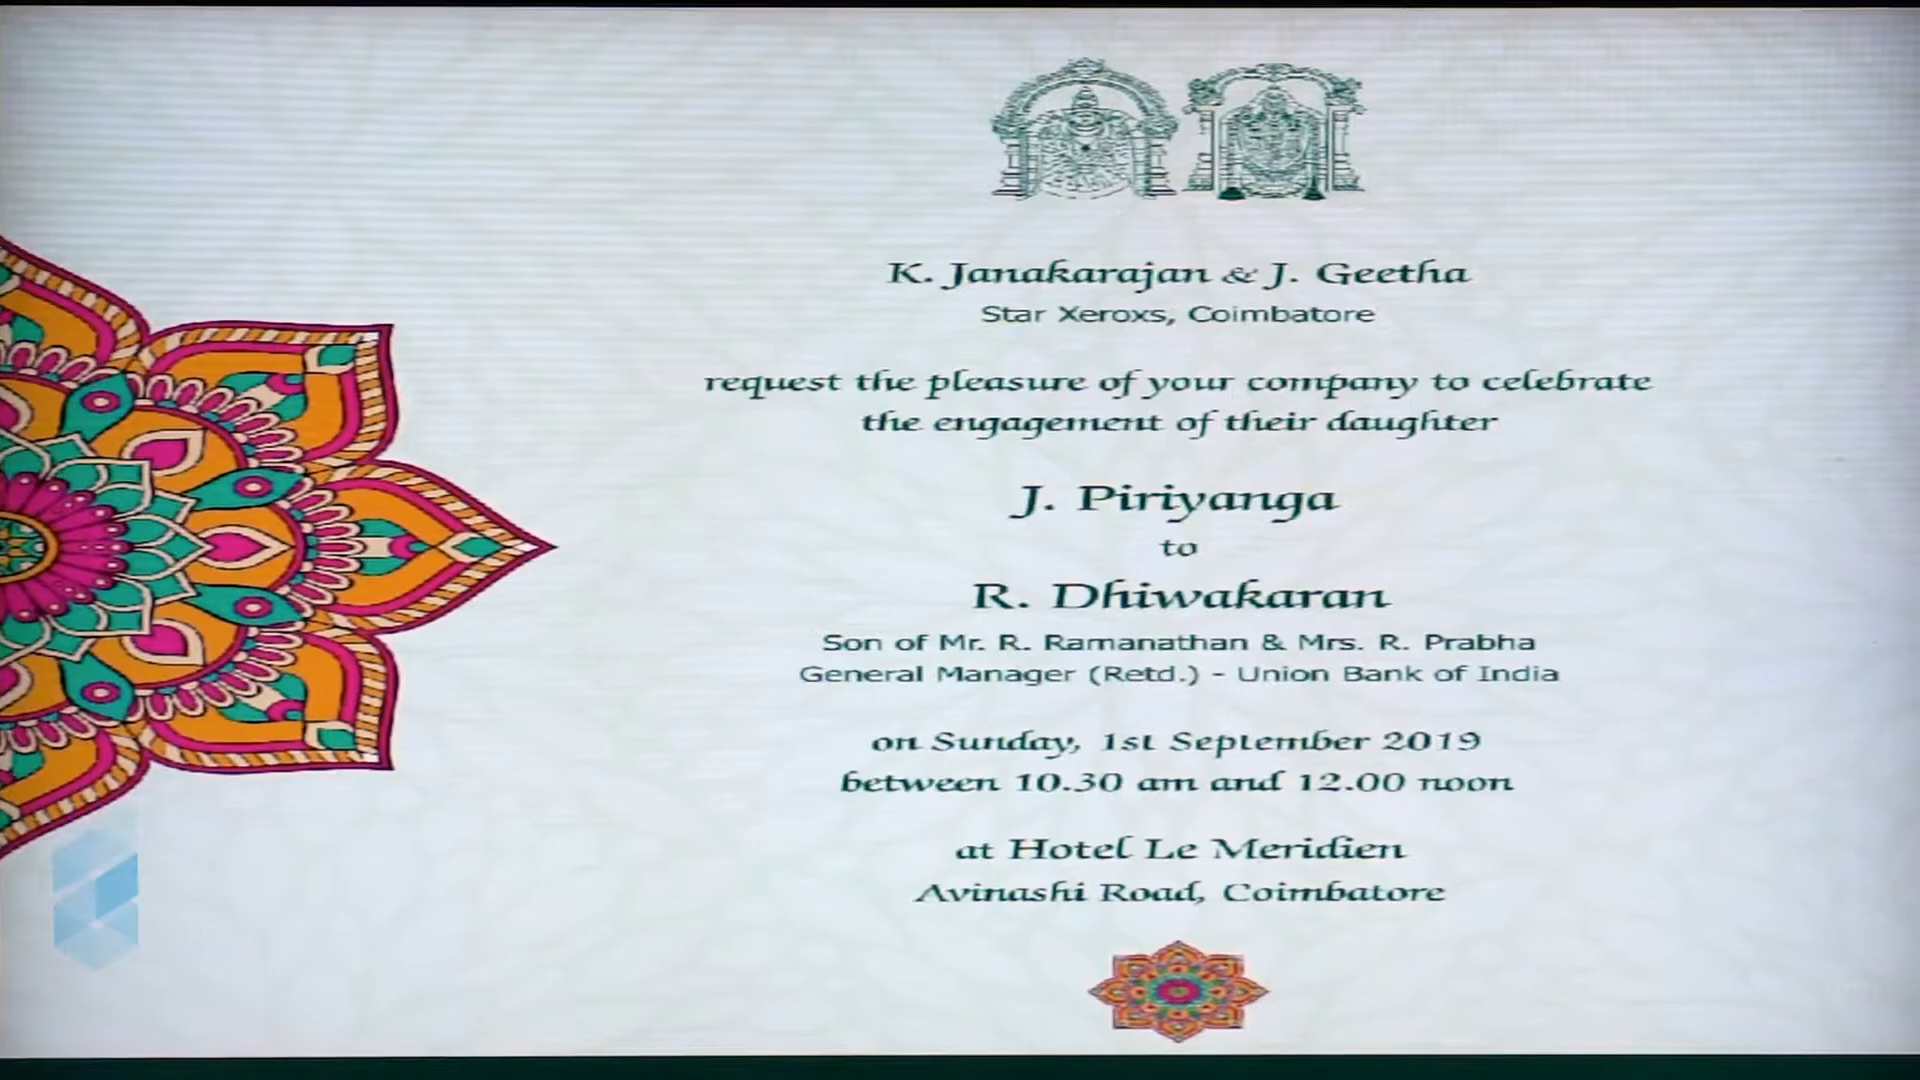 K. Janakarajan & J. Geetha
Star Xeroxs, Coimbatore
request the pleasure of your company to celebrate
the engagement of their daughter
J. Piriyanga
to
R. Dhiwakaran
Son of Mr. R. Ramanathan & Mrs. R. Prabha
General Manager (Retd.) - Union Bank of India
on Sunday, 1st September 2019
between 10.30 am and 12.00 noon
at Hotel Le Meridien
Avinashi Road, Coimbatore